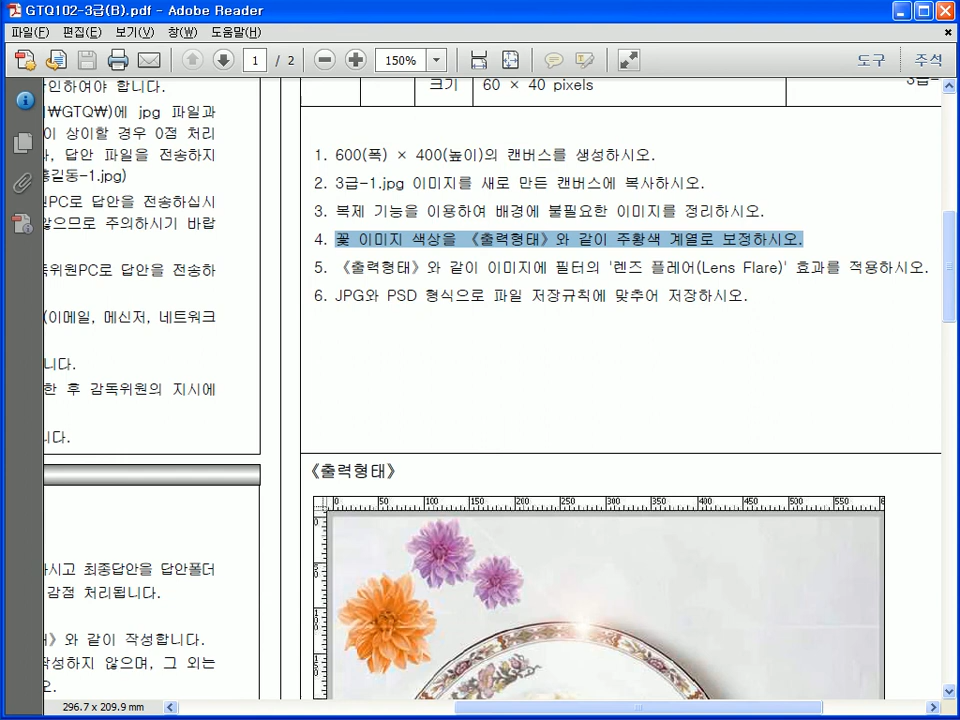 GTQ102-3급(B).pdf - Adobe Reader
파일(F) 편집(E) 보기(V) 창(W) 도움말(H)
1 / 2 150% 도구 주석
인하여야 합니다.
₩GTQ₩)에 jpg 파일과
이 상이할 경우 0점 처리
, 답안 파일을 전송하지
홍길동-1.jpg)
원PC로 답안을 전송하십시
않으므로 주의하시기 바랍
독위원PC로 답안을 전송하
(이메일, 메신저, 네트워크
니다.
한 후 감독위원의 지시에
니다.
하시고 최종답안을 답안폴더
감점 처리됩니다.
》와 같이 작성합니다.
작성하지 않으며, 그 외는
오.
크기 60 × 40 pixels
1. 600(폭) × 400(높이)의 캔버스를 생성하시오.
2. 3급-1.jpg 이미지를 새로 만든 캔버스에 복사하시오.
3. 복제 기능을 이용하여 배경에 불필요한 이미지를 정리하시오.
4. 꽃 이미지 색상을 《출력형태》와 같이 주황색 계열로 보정하시오.
5. 《출력형태》와 같이 이미지에 필터의 '렌즈 플레어(Lens Flare)' 효과를 적용하시오.
6. JPG와 PSD 형식으로 파일 저장규칙에 맞추어 저장하시오.
《출력형태》
0 50 100 150 200 250 300 350 400 450 500 550
296.7 x 209.9 mm